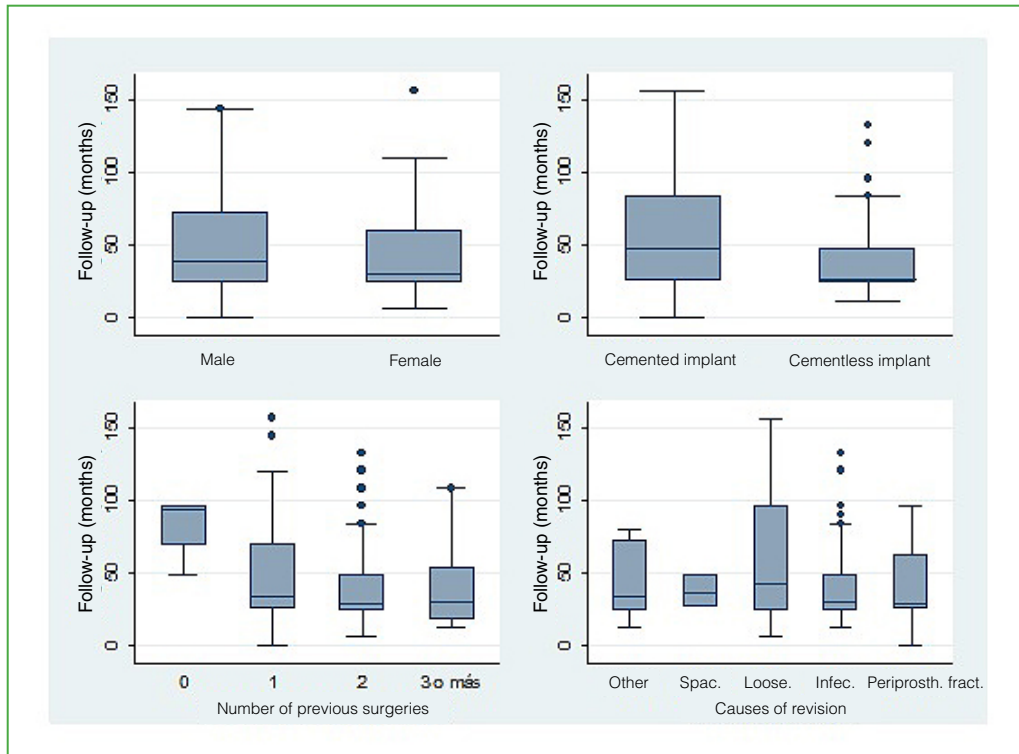 Follow-up (months)
150
100
50
0
Male Female
Follow-up (months)
150
100
50
0
Cemented implant Cementless implant
Follow-up (months)
150
100
50
0
0 1 2 3 o más
Number of previous surgeries
Follow-up (months)
150
100
50
0
Other Spac. Loose. Infec. Periprosth. fract.
Causes of revision